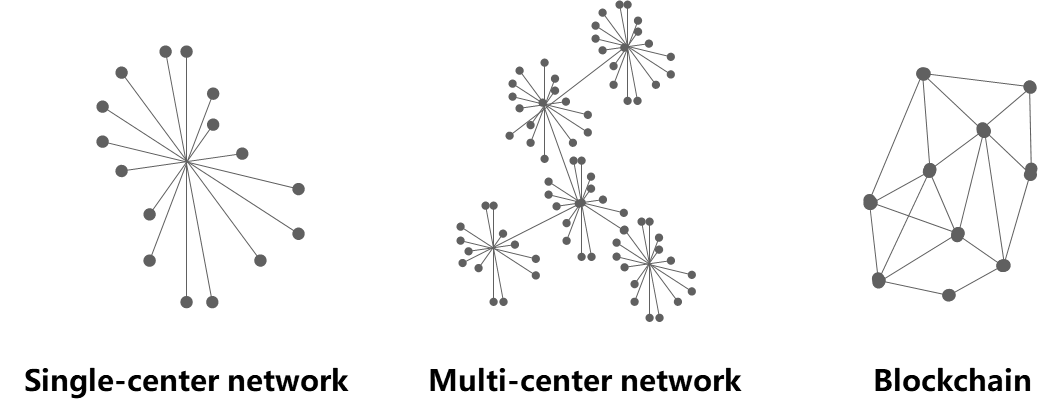 Single-center network
Multi-center network
Blockchain